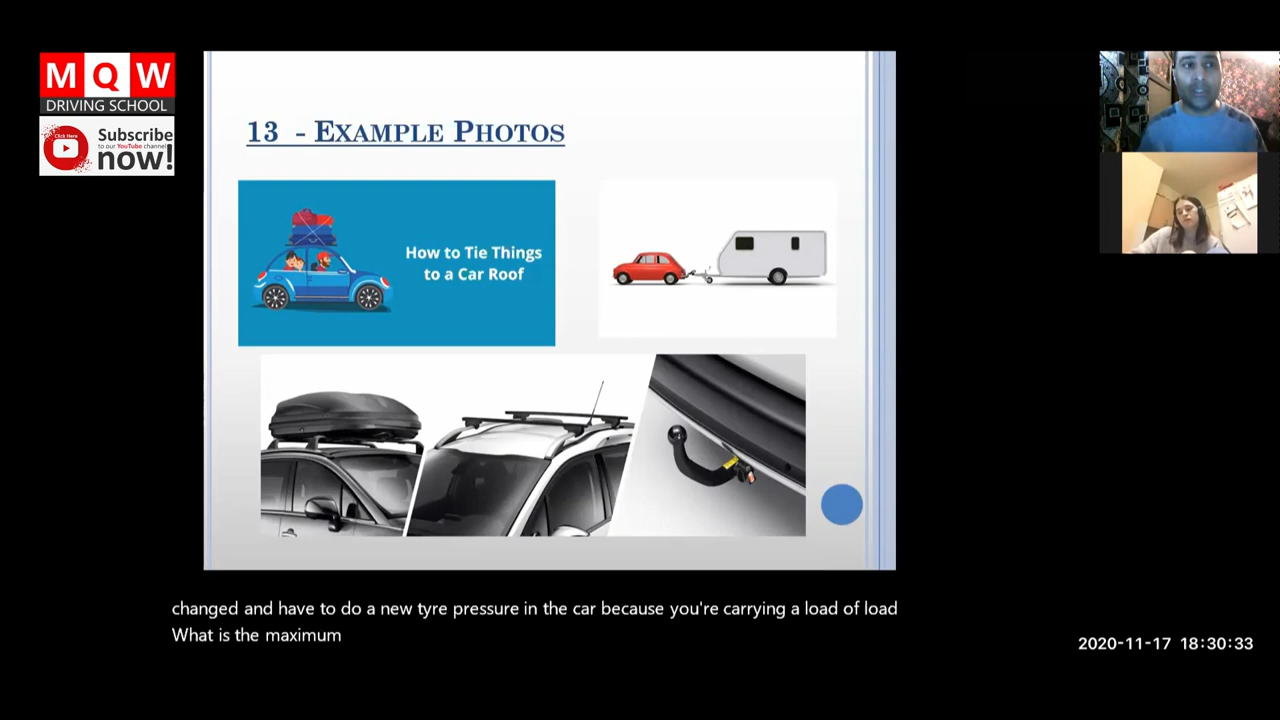 M Q W
DRIVING SCHOOL
Click Here
Subscribe
to our YouTube channel
now!
13 - EXAMPLE PHOTOS
How to Tie Things
to a Car Roof
changed and have to do a new tyre pressure in the car because you're carrying a load of load
What is the maximum
2020-11-17 18:30:33